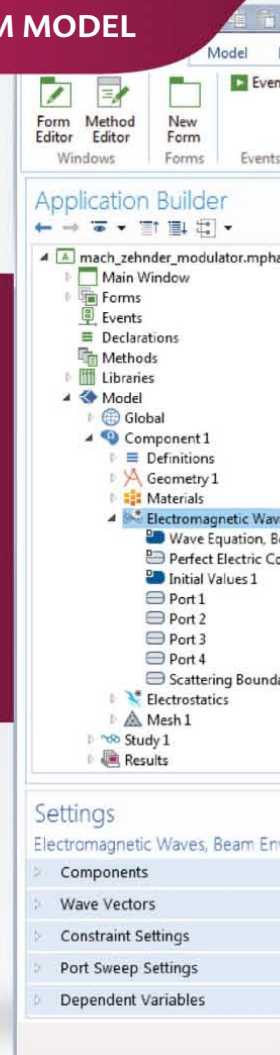 M MODEL
Model
Form Editor
Method Editor
New Form
Windows
Forms
Events
Application Builder
mach_zehnder_modulator.mpha
Main Window
Forms
Events
Declarations
Methods
Libraries
Model
Global
Component 1
Definitions
Geometry 1
Materials
Electromagnetic Wav
Wave Equation, B
Perfect Electric Co
Initial Values 1
Port 1
Port 2
Port 3
Port 4
Scattering Bounda
Electrostatics
Mesh 1
Study 1
Results
Settings
Electromagnetic Waves, Beam Env
Components
Wave Vectors
Constraint Settings
Port Sweep Settings
Dependent Variables